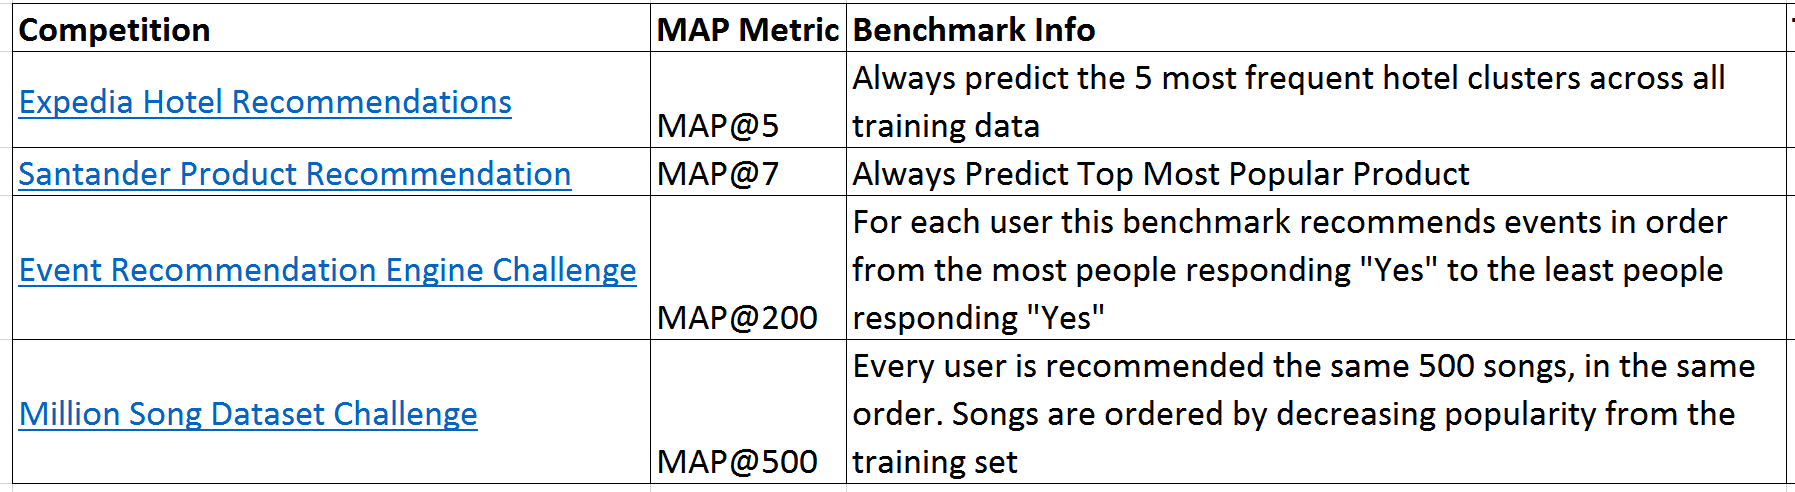 Competition MAP Metric Benchmark Info
Expedia Hotel Recommendations MAP@5 Always predict the 5 most frequent hotel clusters across all
training data
Santander Product Recommendation MAP@7 Always Predict Top Most Popular Product
Event Recommendation Engine Challenge MAP@200 For each user this benchmark recommends events in order
from the most people responding "Yes" to the least people
responding "Yes"
Million Song Dataset Challenge MAP@500 Every user is recommended the same 500 songs, in the same
order. Songs are ordered by decreasing popularity from the
training set